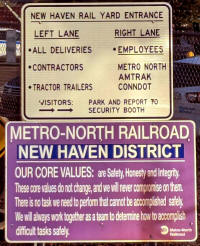 NEW HAVEN RAIL YARD ENTRANCE
LEFT LANE RIGHT LANE
•ALL DELIVERIES •EMPLOYEES
•CONTRACTORS METRO NORTH
AMTRAK
•TRACTOR TRAILERS CONNDOT
VISITORS: PARK AND REPORT TO
→ → SECURITY BOOTH
METRO-NORTH RAILROAD
NEW HAVEN DISTRICT
OUR CORE VALUES: are Safety, Honesty and Integrity.
These core values do not change, and we will never compromise on them.
There is no task we need to perform that cannot be accomplished safely.
We will always work together as a team to determine how to accomplish
difficult tasks safely.
Metro-North
Railroad